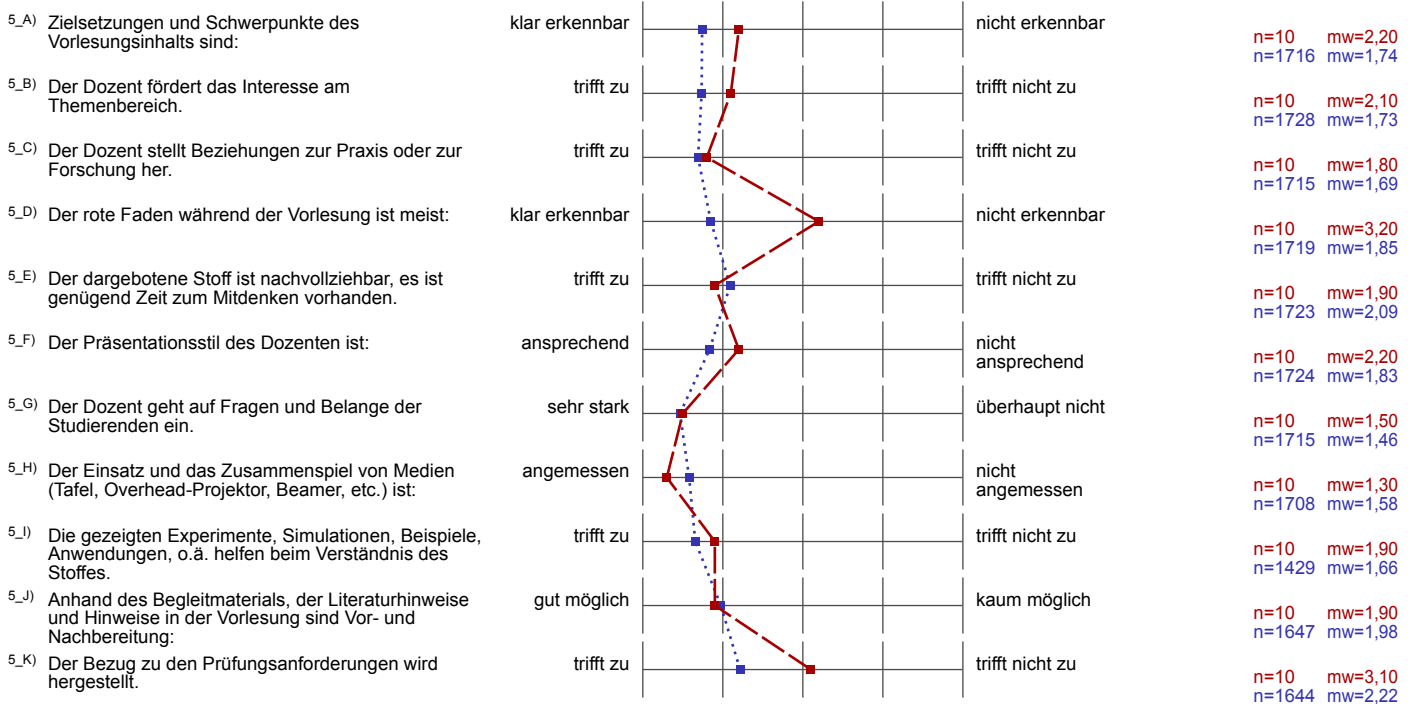 5_A) Zielsetzungen und Schwerpunkte des
Vorlesungsinhalts sind:
klar erkennbar
nicht erkennbar
n=10 mw=2,20
n=1716 mw=1,74
5_B) Der Dozent fördert das Interesse am
Themenbereich.
trifft zu
trifft nicht zu
n=10 mw=2,10
n=1728 mw=1,73
5_C) Der Dozent stellt Beziehungen zur Praxis oder zur
Forschung her.
trifft zu
trifft nicht zu
n=10 mw=1,80
n=1715 mw=1,69
5_D) Der rote Faden während der Vorlesung ist meist:
klar erkennbar
nicht erkennbar
n=10 mw=3,20
n=1719 mw=1,85
5_E) Der dargebotene Stoff ist nachvollziehbar, es ist
genügend Zeit zum Mitdenken vorhanden.
trifft zu
trifft nicht zu
n=10 mw=1,90
n=1723 mw=2,09
5_F) Der Präsentationsstil des Dozenten ist:
ansprechend
nicht
ansprechend
n=10 mw=2,20
n=1724 mw=1,83
5_G) Der Dozent geht auf Fragen und Belange der
Studierenden ein.
sehr stark
überhaupt nicht
n=10 mw=1,50
n=1715 mw=1,46
5_H) Der Einsatz und das Zusammenspiel von Medien
(Tafel, Overhead-Projektor, Beamer, etc.) ist:
angemessen
nicht
angemessen
n=10 mw=1,30
n=1708 mw=1,58
5_I) Die gezeigten Experimente, Simulationen, Beispiele,
Anwendungen, o.ä. helfen beim Verständnis des
Stoffes.
trifft zu
trifft nicht zu
n=10 mw=1,90
n=1429 mw=1,66
5_J) Anhand des Begleitmaterials, der Literaturhinweise
und Hinweise in der Vorlesung sind Vor- und
Nachbereitung:
gut möglich
kaum möglich
n=10 mw=1,90
n=1647 mw=1,98
5_K) Der Bezug zu den Prüfungsanforderungen wird
hergestellt.
trifft zu
trifft nicht zu
n=10 mw=3,10
n=1644 mw=2,22